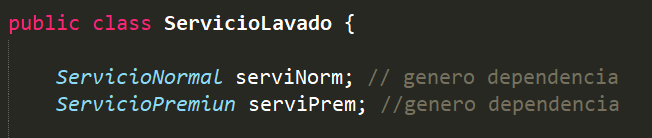 public class ServicioLavado {
ServicioNormal serviNorm; // genero dependencia
ServicioPremiun serviPrem; //genero dependencia